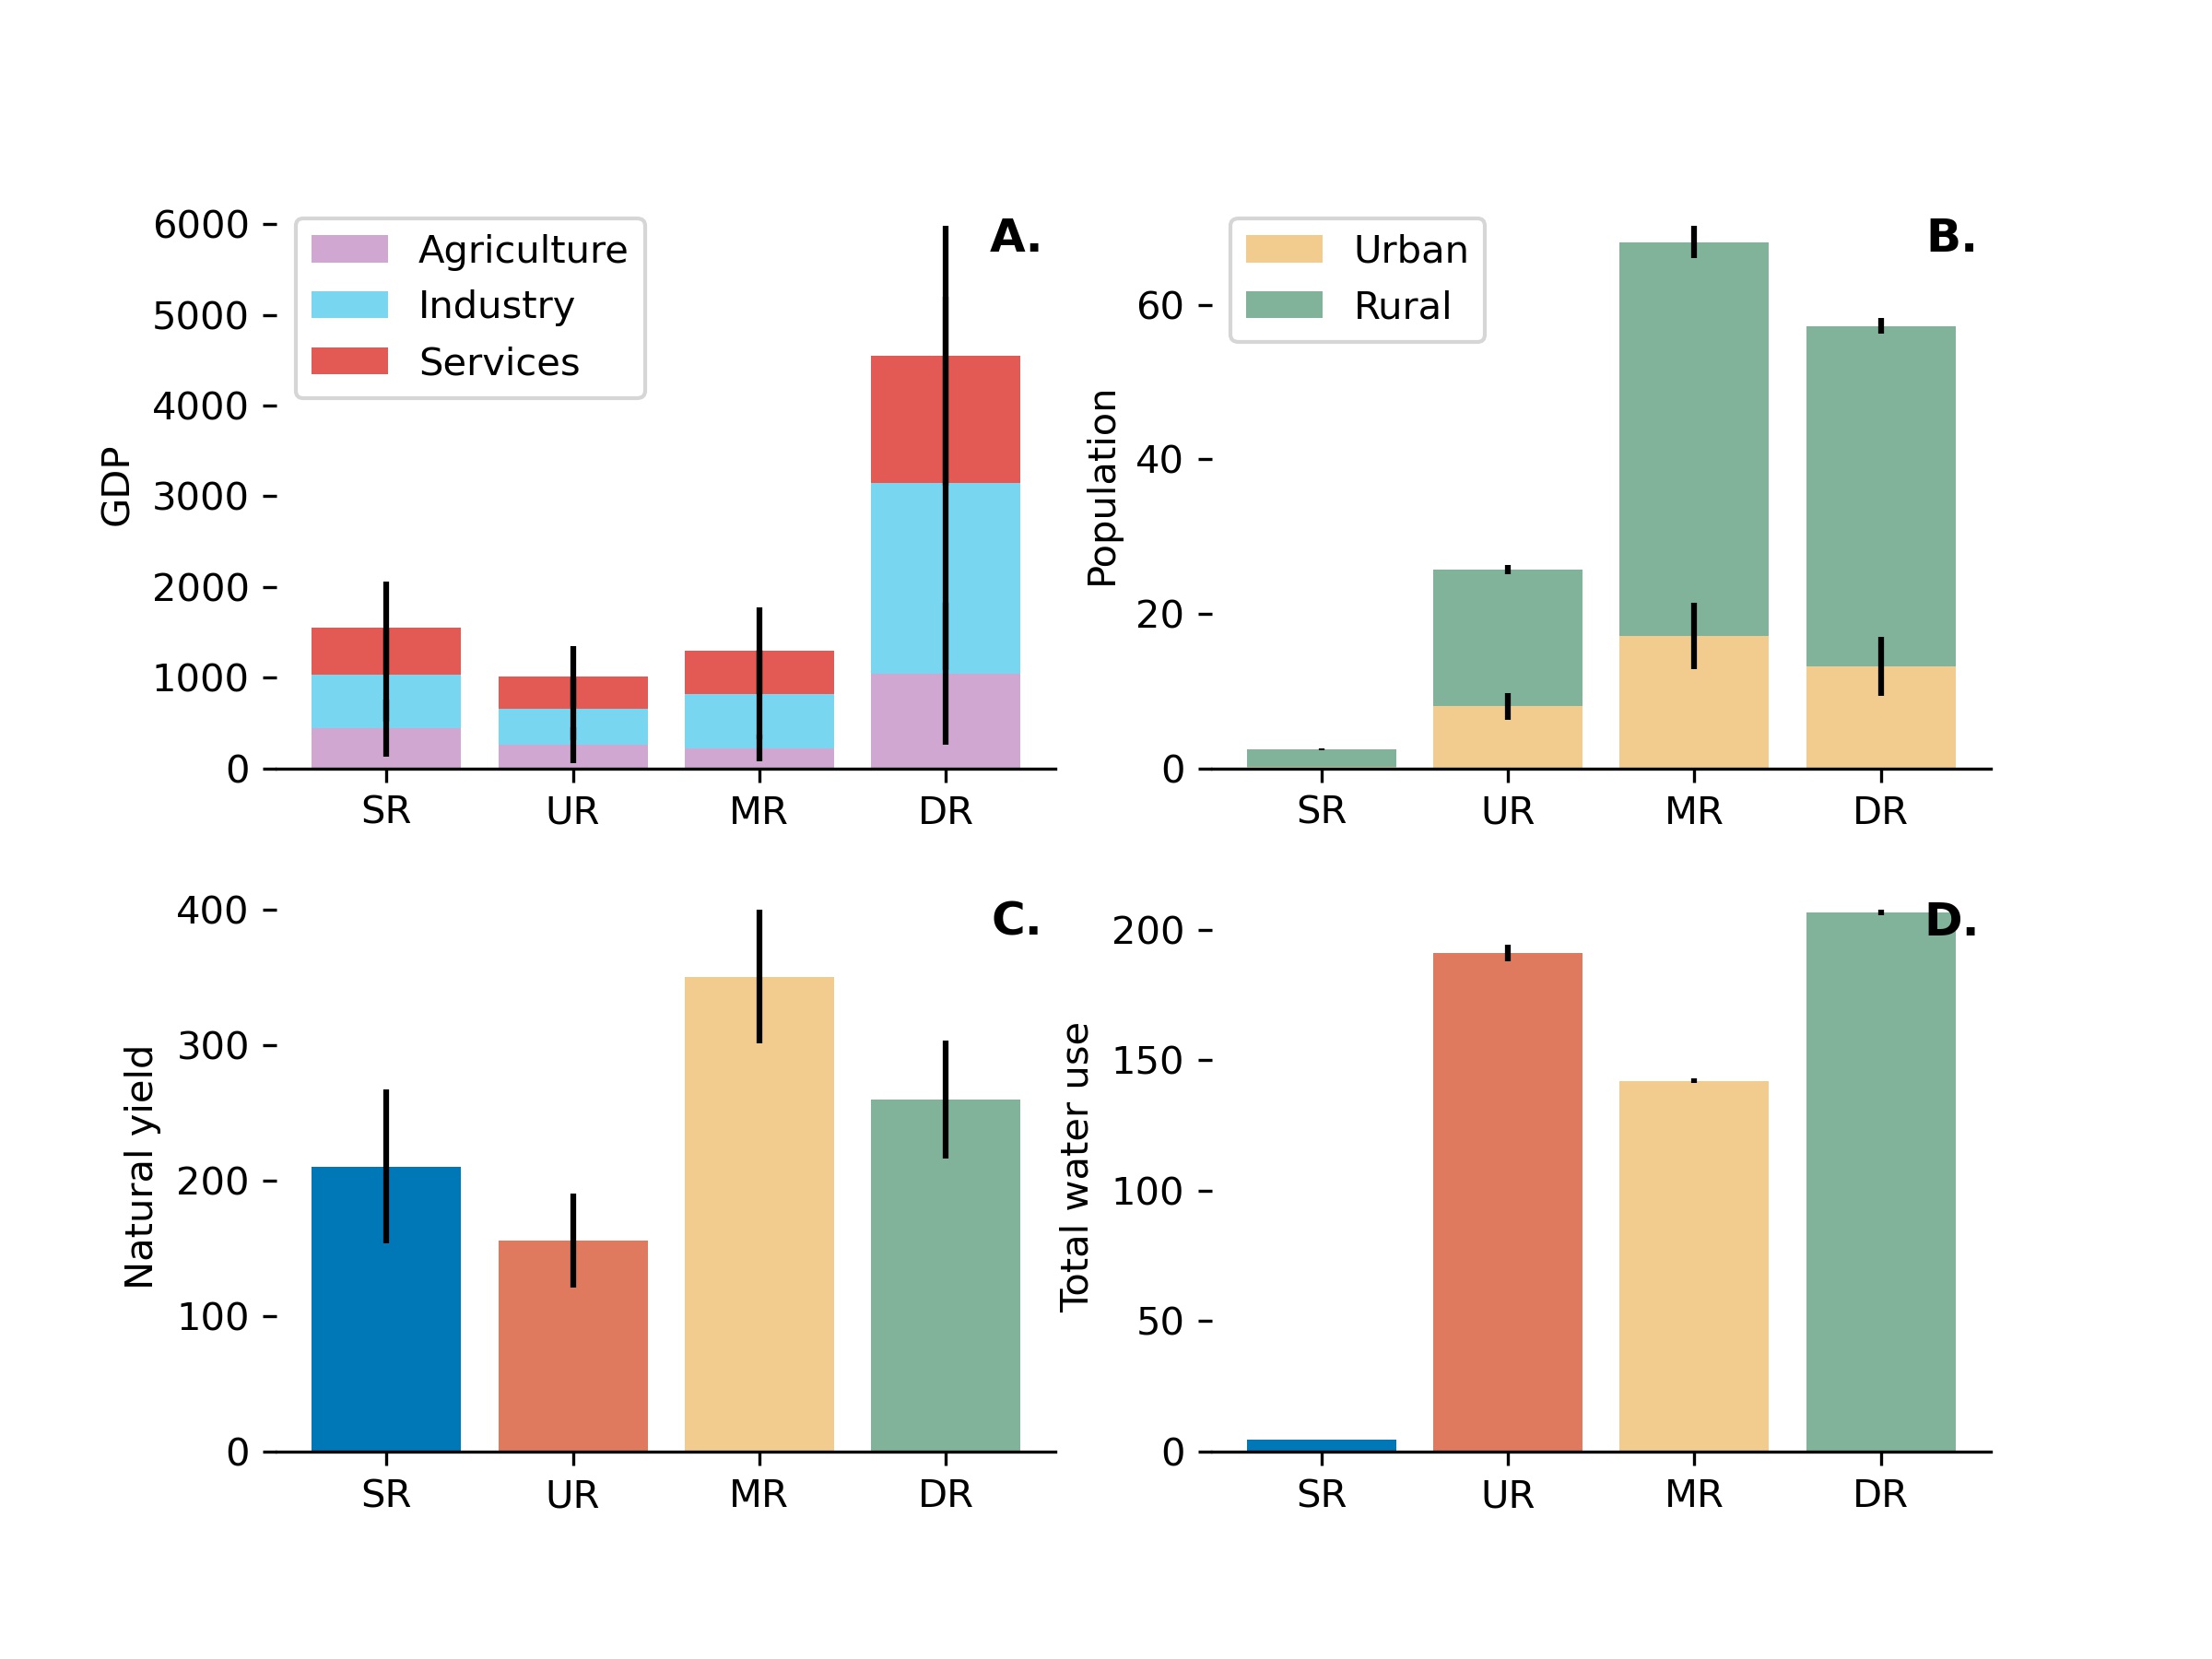 A.
Agriculture
Industry
Services
GDP
6000
5000
4000
3000
2000
1000
0
SR UR MR DR
B.
Urban
Rural
Population
60
40
20
0
SR UR MR DR
C.
Natural yield
400
300
200
100
0
SR UR MR DR
D.
Total water use
200
150
100
50
0
SR UR MR DR